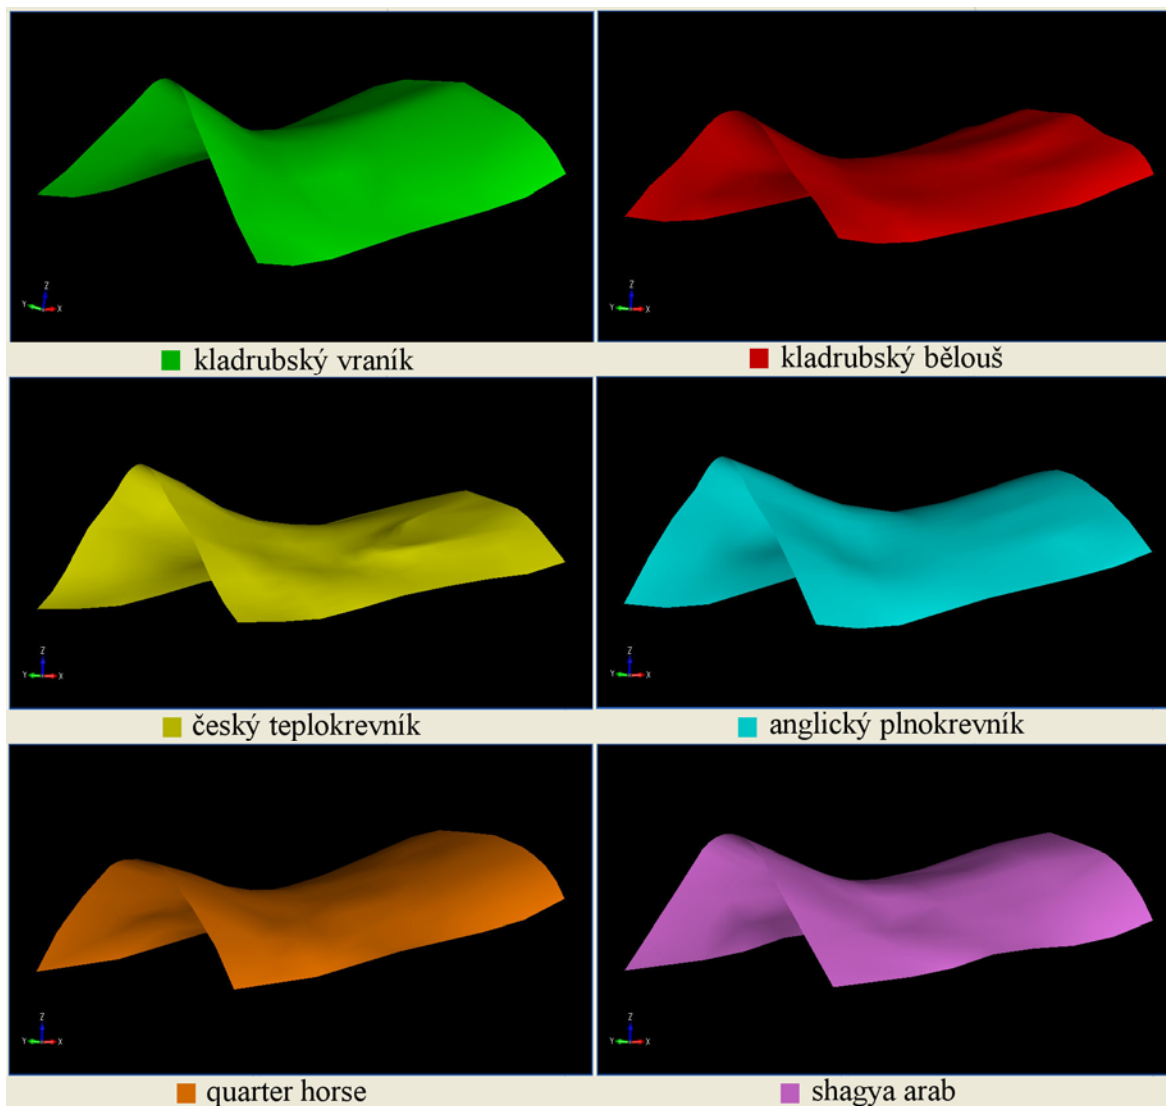 Z
Y X
Z
Y X
kladrubský vraník
kladrubský bělouš
Z
Y X
Z
Y X
český teplokrevník
anglický plnokrevník
Z
Y X
Z
Y X
quarter horse
shagya arab